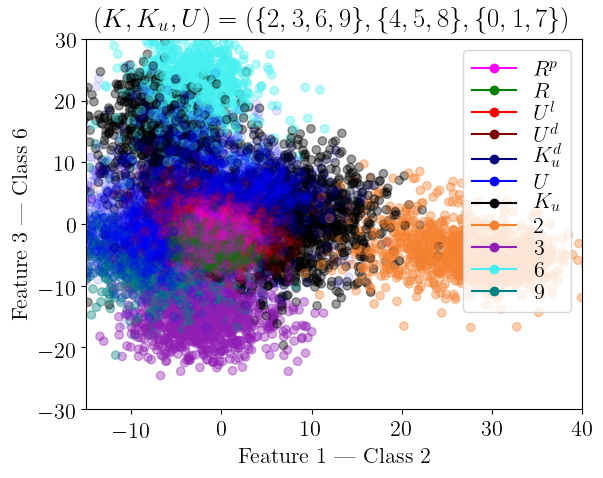 (K, K_u, U) = ({2, 3, 6, 9}, {4, 5, 8}, {0, 1, 7})
30
20
10
0
−10
−20
−30
Feature 3 — Class 6
R^p
R
U^l
U^d
K_u^d
U
K_u
2
3
6
9
−10 0 10 20 30 40
Feature 1 — Class 2